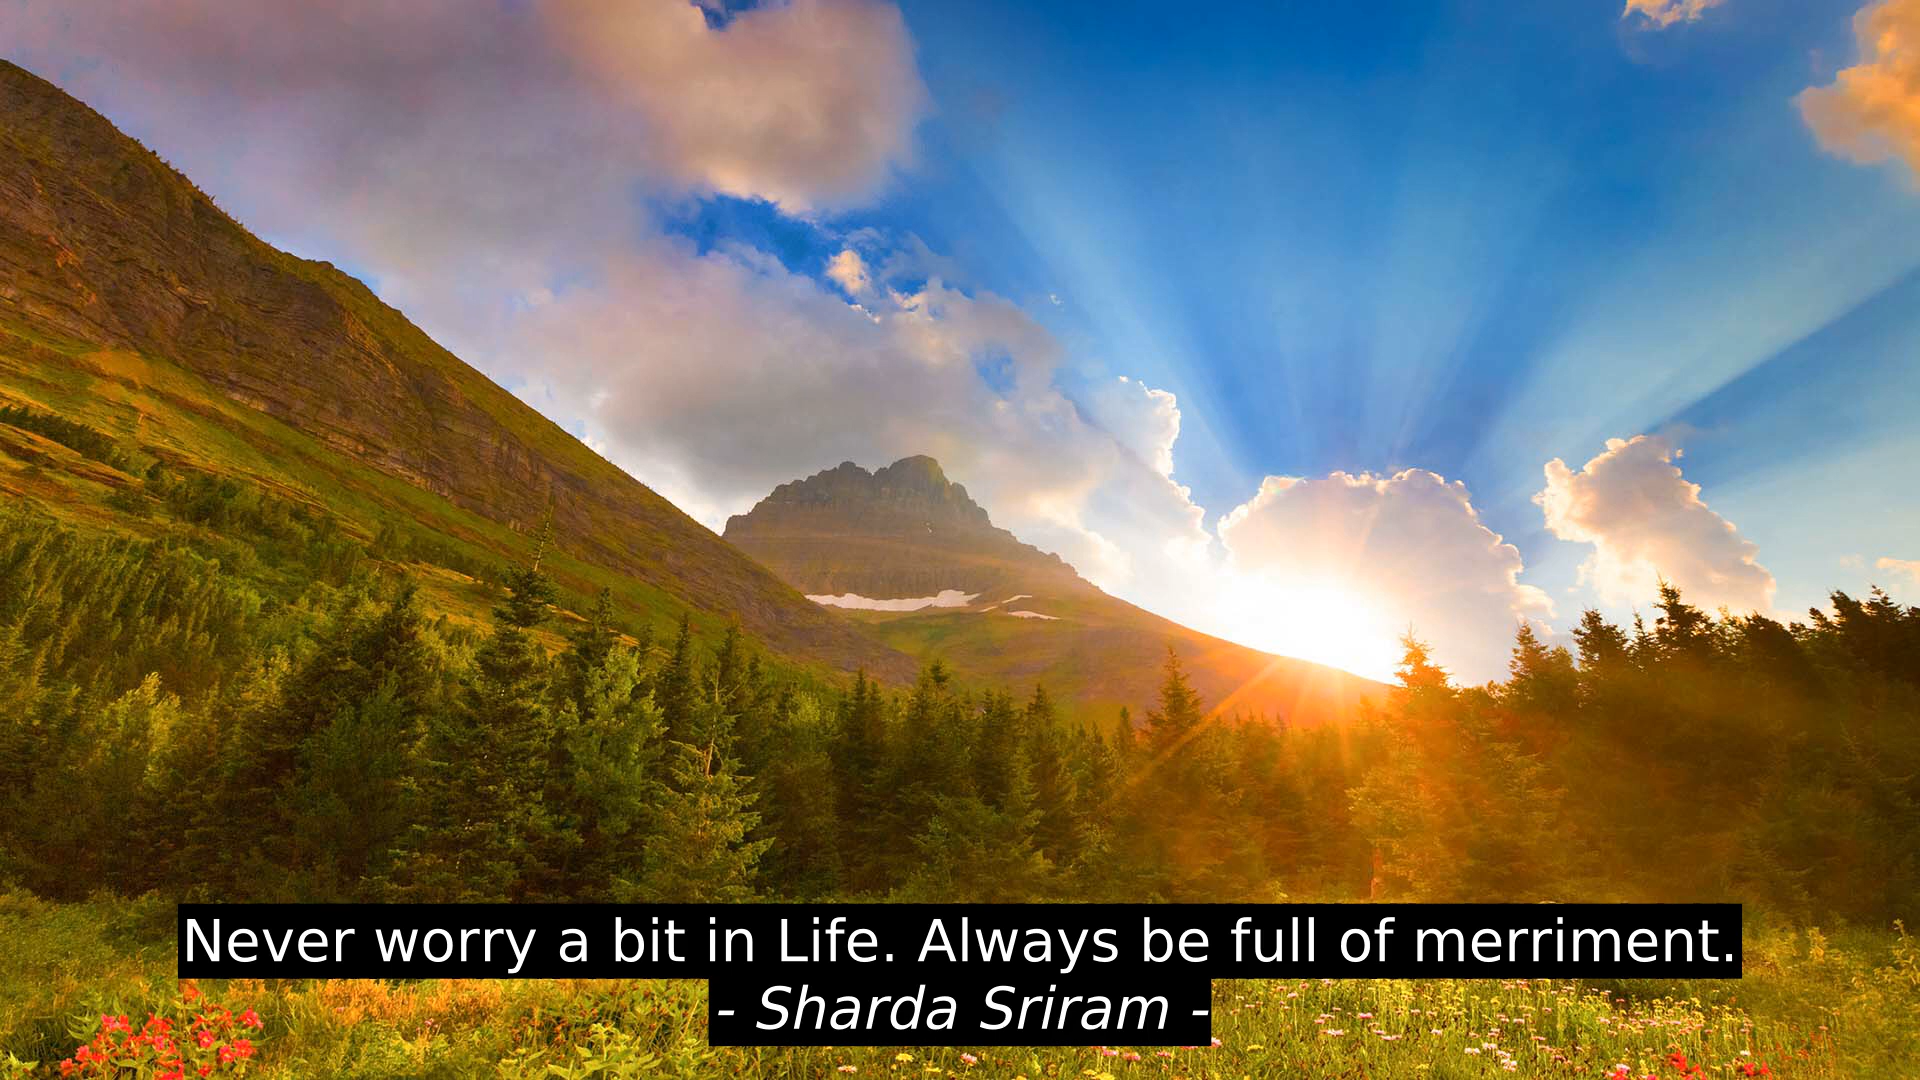 Never worry a bit in Life. Always be full of merriment.
- Sharda Sriram -